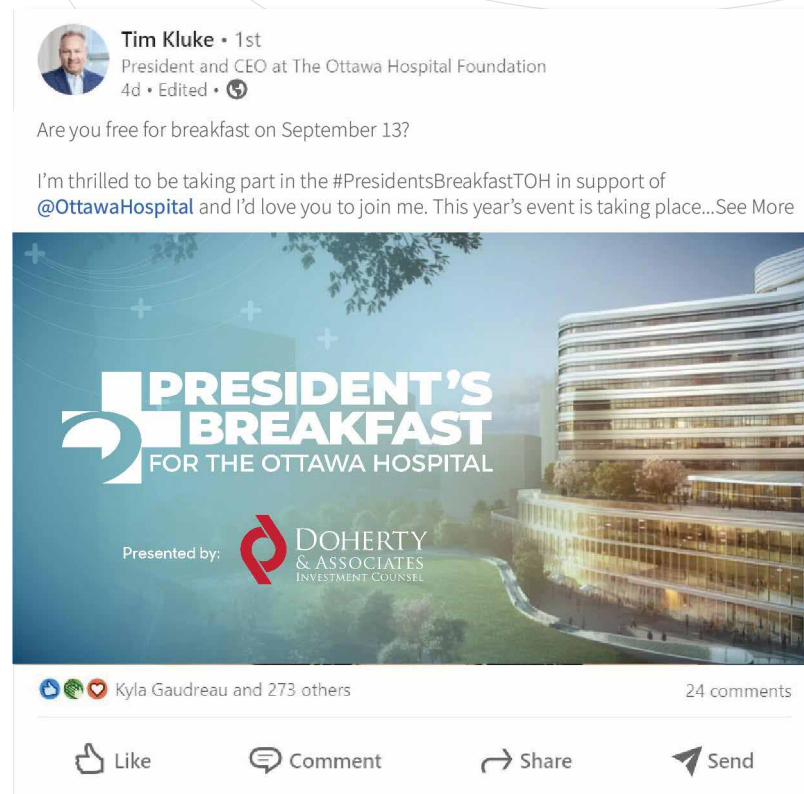 Tim Kluke • 1st
President and CEO at The Ottawa Hospital Foundation
4d • Edited •
Are you free for breakfast on September 13?
I'm thrilled to be taking part in the #PresidentsBreakfastTOH in support of
@OttawaHospital and I'd love you to join me. This year's event is taking place...See More
PRESIDENT'S
BREAKFAST
FOR THE OTTAWA HOSPITAL
Presented by:
DOHERTY
& ASSOCIATES
INVESTMENT COUNSEL
Kyla Gaudreau and 273 others
24 comments
Like
Comment
Share
Send